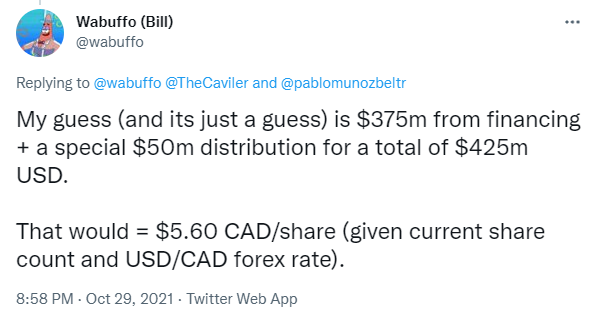 Wabuffo (Bill)
@wabuffo
Replying to @wabuffo @TheCaviler and @pablomunozbeltr
My guess (and its just a guess) is $375m from financing
+ a special $50m distribution for a total of $425m
USD.
That would = $5.60 CAD/share (given current share
count and USD/CAD forex rate).
8:58 PM · Oct 29, 2021 · Twitter Web App